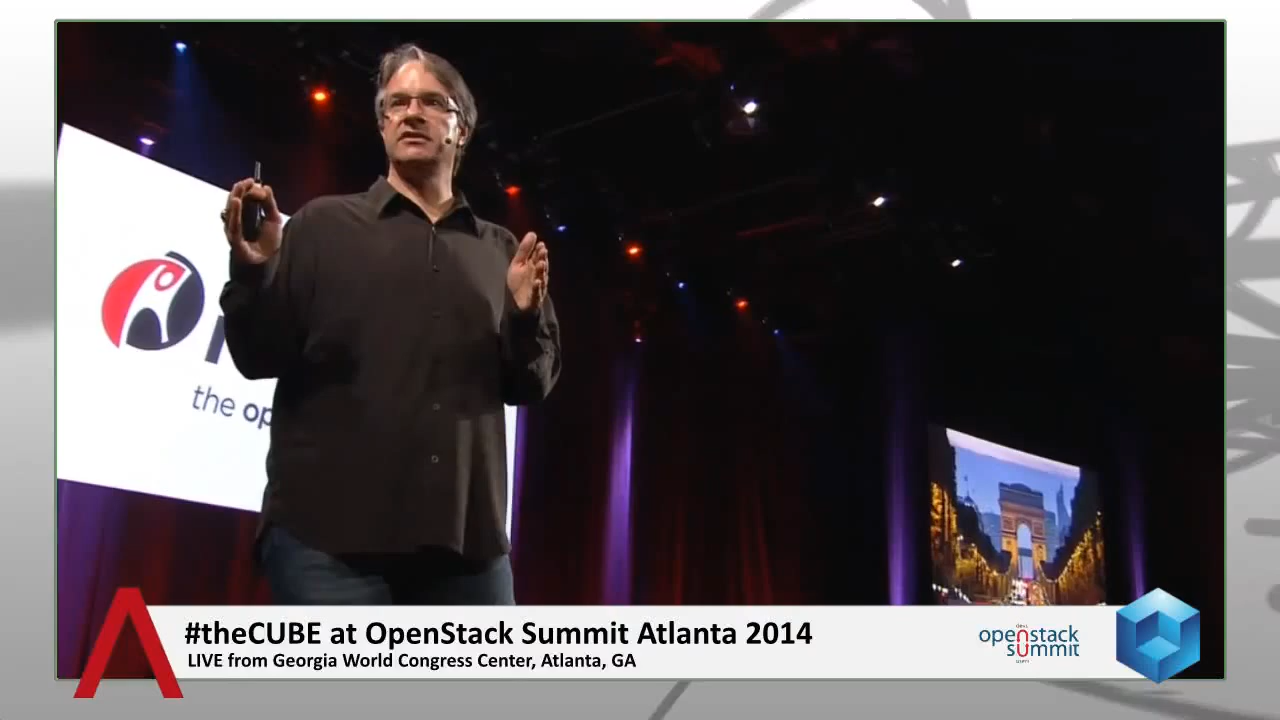 the op
#theCUBE at OpenStack Summit Atlanta 2014
LIVE from Georgia World Congress Center, Atlanta, GA
openstack
summit